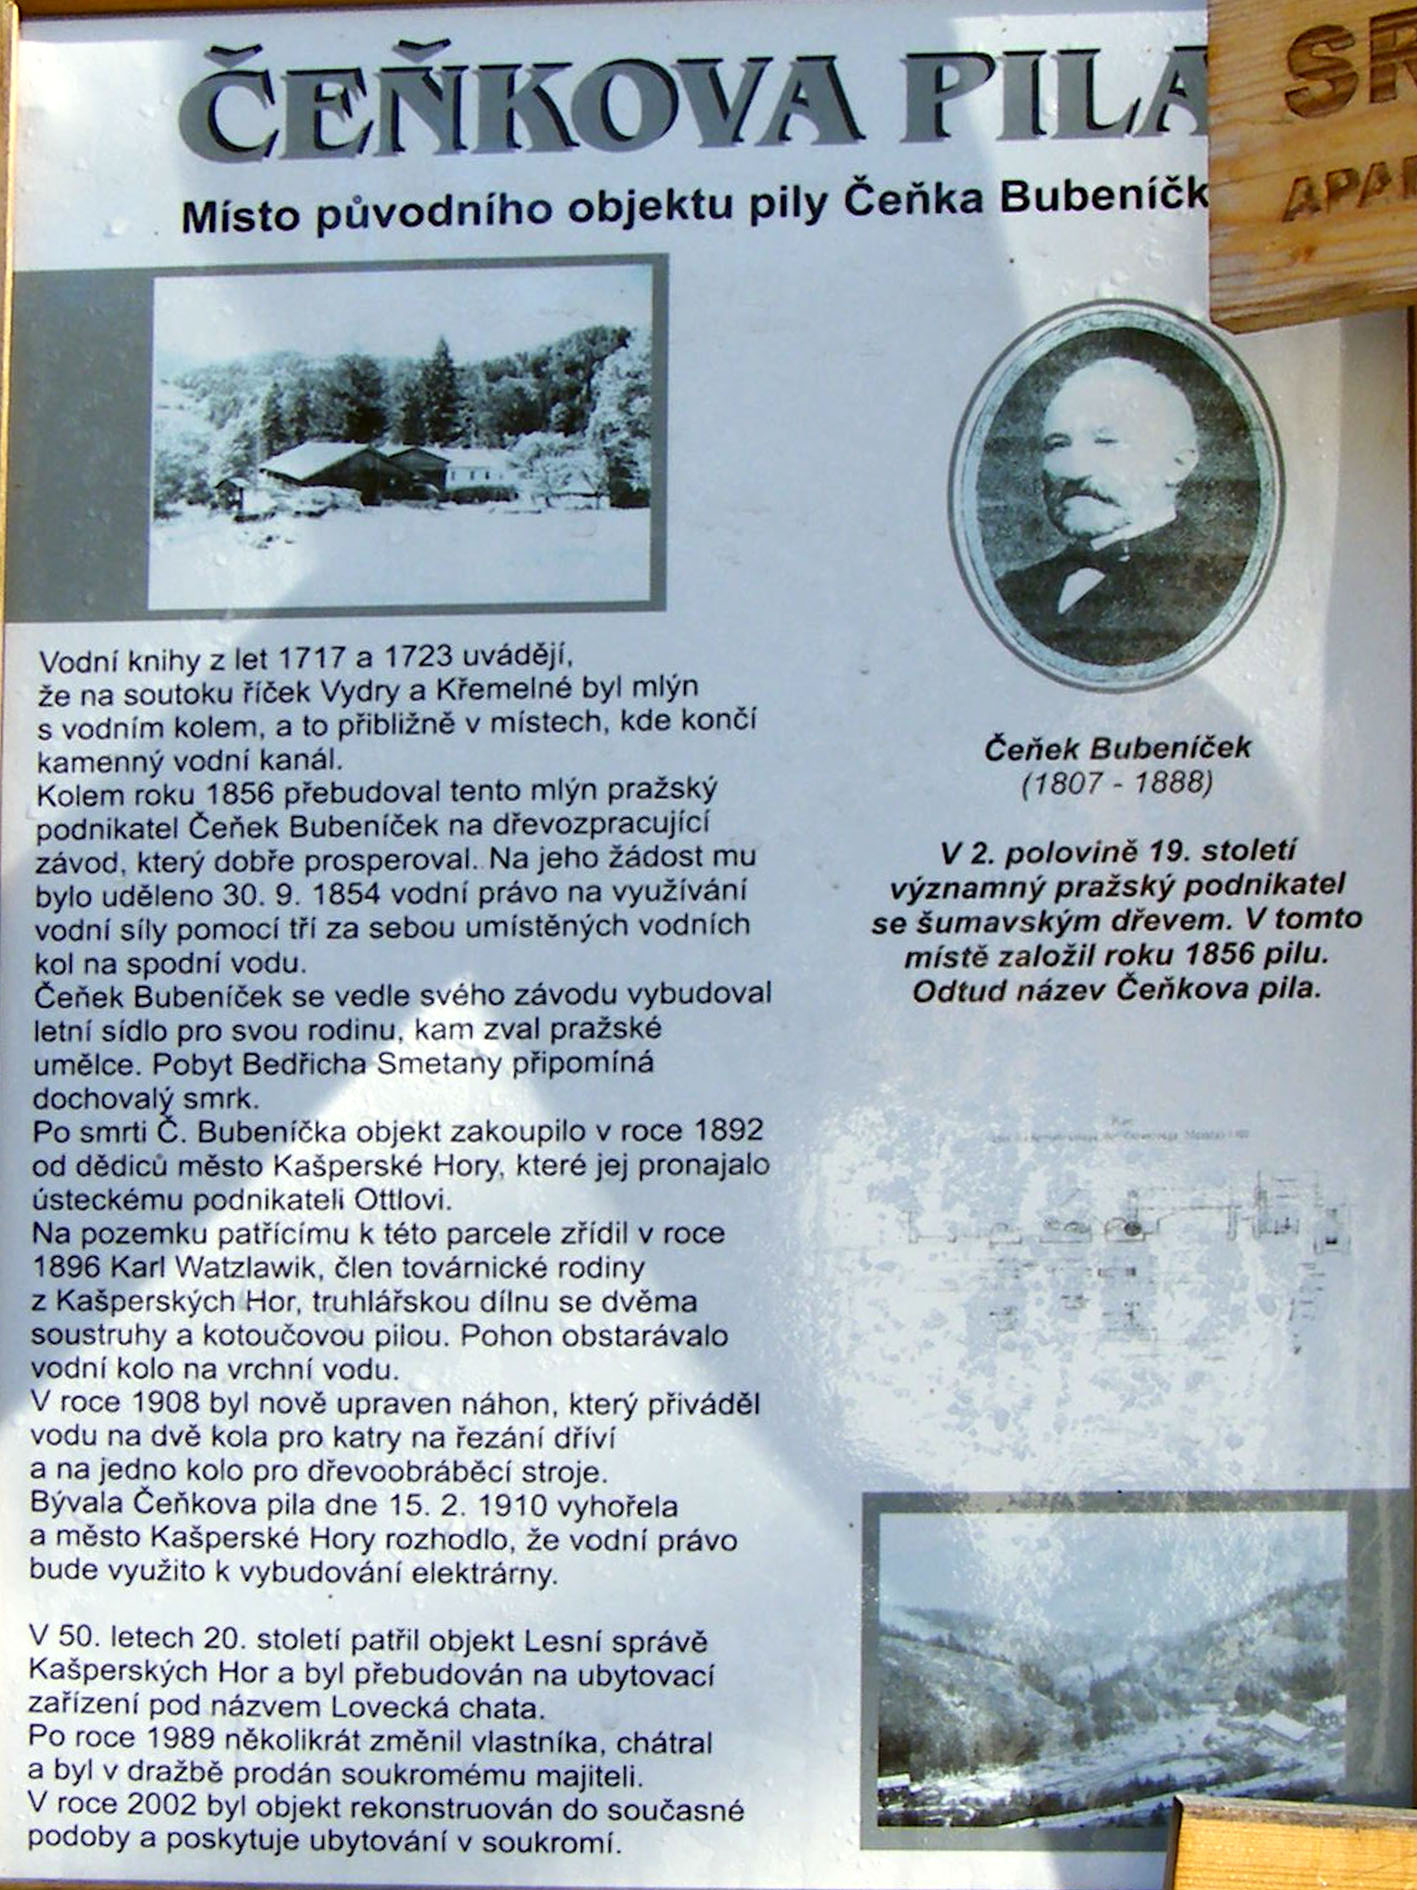 ČEŇKOVA PILA
Místo původního objektu pily Čeňka Bubeníčk
SR
APAR
Vodní knihy z let 1717 a 1723 uvádějí,
že na soutoku říček Vydry a Křemelné byl mlýn
s vodním kolem, a to přibližně v místech, kde končí
kamenný vodní kanál.
Kolem roku 1856 přebudoval tento mlýn pražský
podnikatel Čeňek Bubeníček na dřevozpracující
závod, který dobře prosperoval. Na jeho žádost mu
bylo uděleno 30. 9. 1854 vodní právo na využívání
vodní síly pomocí tří za sebou umístěných vodních
kol na spodní vodu.
Čeňek Bubeníček se vedle svého závodu vybudoval
letní sídlo pro svou rodinu, kam zval pražské
umělce. Pobyt Bedřicha Smetany připomíná
dochovalý smrk.
Po smrti Č. Bubeníčka objekt zakoupilo v roce 1892
od dědiců město Kašperské Hory, které jej pronajalo
ústeckému podnikateli Ottlovi.
Na pozemku patřícímu k této parcele zřídil v roce
1896 Karl Watzlawik, člen továrnické rodiny
z Kašperských Hor, truhlářskou dílnu se dvěma
soustruhy a kotoučovou pilou. Pohon obstarávalo
vodní kolo na vrchní vodu.
V roce 1908 byl nově upraven náhon, který přiváděl
vodu na dvě kola pro katry na řezání dříví
a na jedno kolo pro dřevoobráběcí stroje.
Bývala Čeňkova pila dne 15. 2. 1910 vyhořela
a město Kašperské Hory rozhodlo, že vodní právo
bude využito k vybudování elektrárny.
V 50. letech 20. století patřil objekt Lesní správě
Kašperských Hor a byl přebudován na ubytovací
zařízení pod názvem Lovecká chata.
Po roce 1989 několikrát změnil vlastníka, chátral
a byl v dražbě prodán soukromému majiteli.
V roce 2002 byl objekt rekonstruován do současné
podoby a poskytuje ubytování v soukromí.
Čeňek Bubeníček
(1807 - 1888)
V 2. polovině 19. století
významný pražský podnikatel
se šumavským dřevem. V tomto
místě založil roku 1856 pilu.
Odtud název Čeňkova pila.